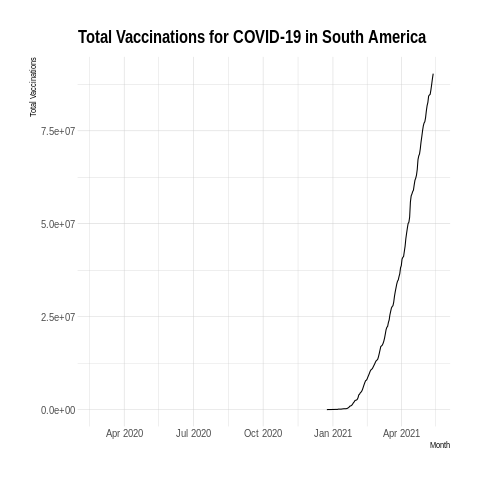 Total Vaccinations for COVID-19 in South America
Total Vaccinations
7.5e+07
5.0e+07
2.5e+07
0.0e+00
Apr 2020 Jul 2020 Oct 2020 Jan 2021 Apr 2021
Month